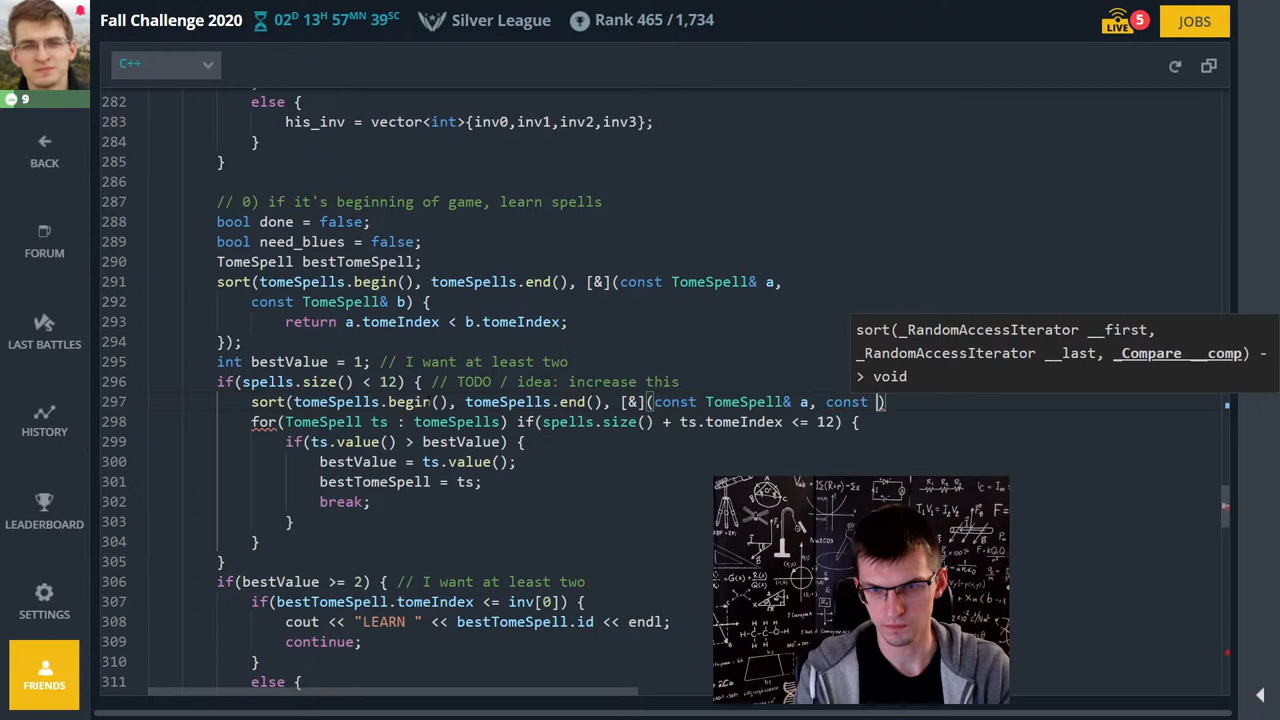 Fall Challenge 2020 02D 13H 57MN 39SC Silver League Rank 465 / 1,734 LIVE 5 JOBS
9
C++
BACK
FORUM
LAST BATTLES
HISTORY
LEADERBOARD
SETTINGS
FRIENDS
282 else {
283 his_inv = vector<int>{inv0,inv1,inv2,inv3};
284 }
285 }
286
287 // 0) if it's beginning of game, learn spells
288 bool done = false;
289 bool need_blues = false;
290 TomeSpell bestTomeSpell;
291 sort(tomeSpells.begin(), tomeSpells.end(), [&](const TomeSpell& a,
292 const TomeSpell& b) {
293 return a.tomeIndex < b.tomeIndex;
294 });
295 int bestValue = 1; // I want at least two
296 if(spells.size() < 12) { // TODO / idea: increase this
297 sort(tomeSpells.begin(), tomeSpells.end(), [&](const TomeSpell& a, const )
298 for(TomeSpell ts : tomeSpells) if(spells.size() + ts.tomeIndex <= 12) {
299 if(ts.value() > bestValue) {
300 bestValue = ts.value();
301 bestTomeSpell = ts;
302 break;
303 }
304 }
305 }
306 if(bestValue >= 2) { // I want at least two
307 if(bestTomeSpell.tomeIndex <= inv[0]) {
308 cout << "LEARN " << bestTomeSpell.id << endl;
309 continue;
310 }
311 else {
sort(_RandomAccessIterator __first,
_RandomAccessIterator __last, _Compare __comp) -
> void